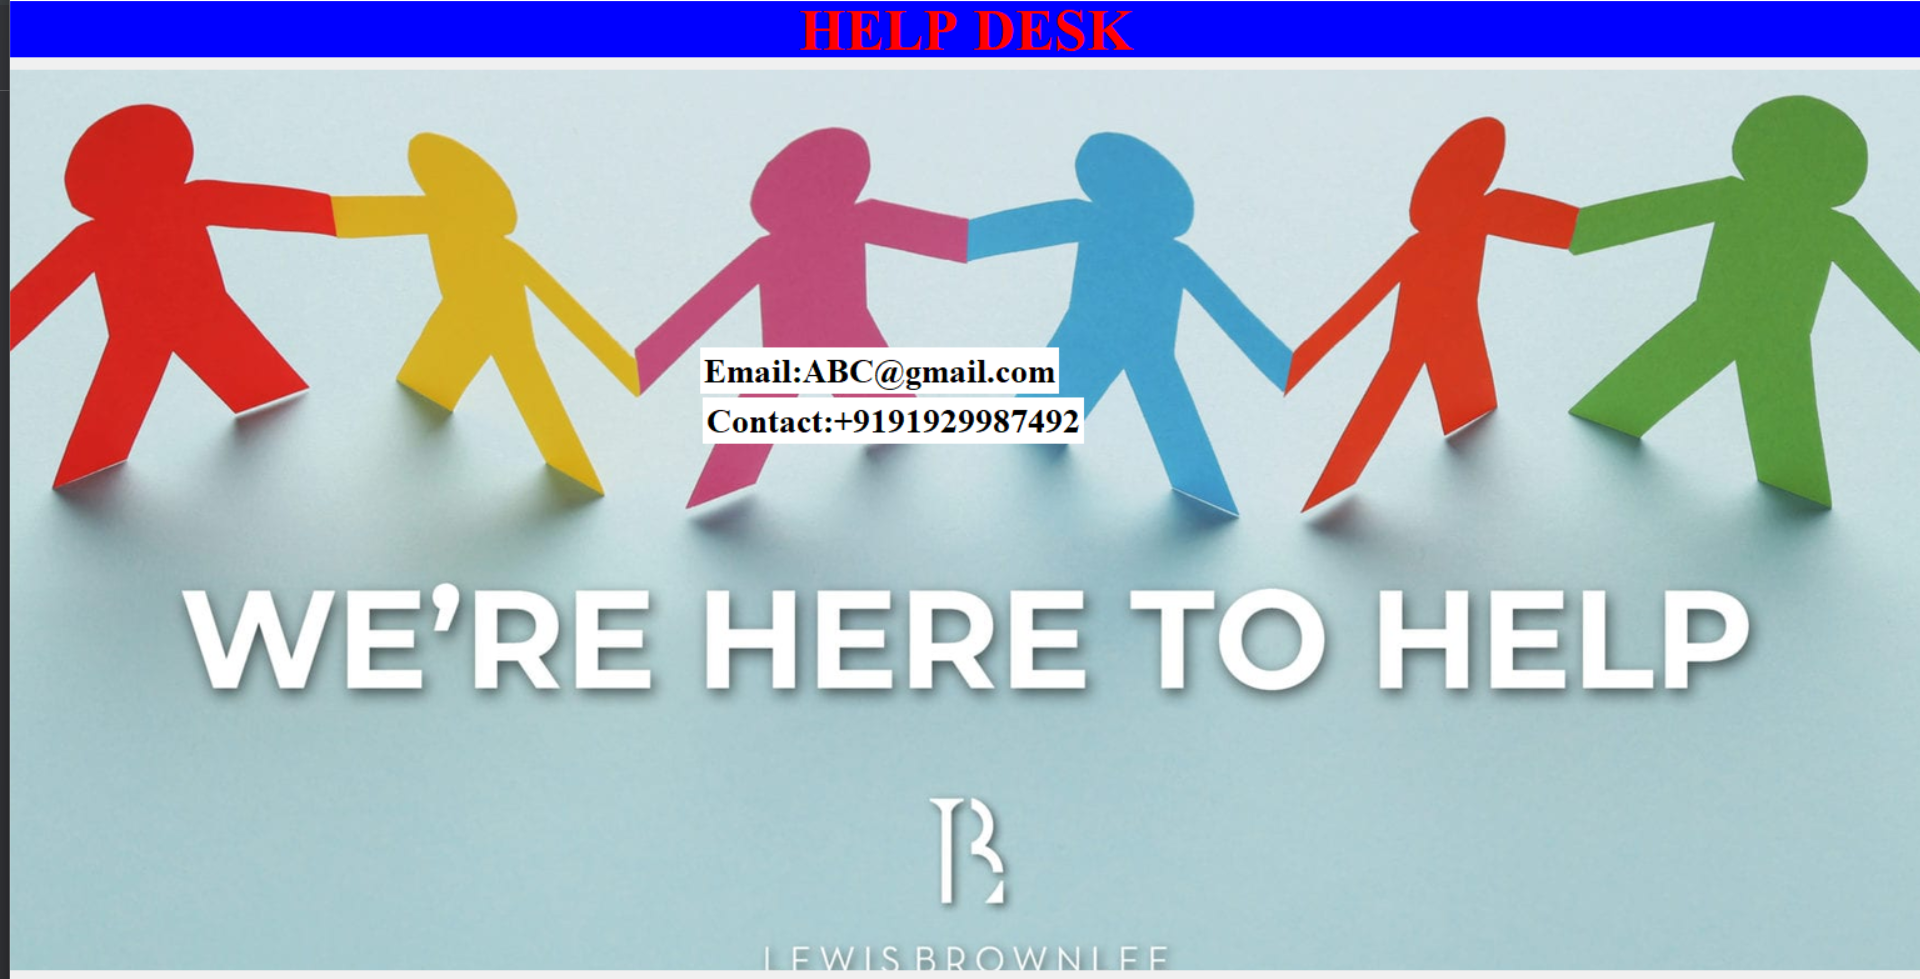 HELP DESK
Email:ABC@gmail.com
Contact:+9191929987492
WE’RE HERE TO HELP
LEWIS BROWNLEE